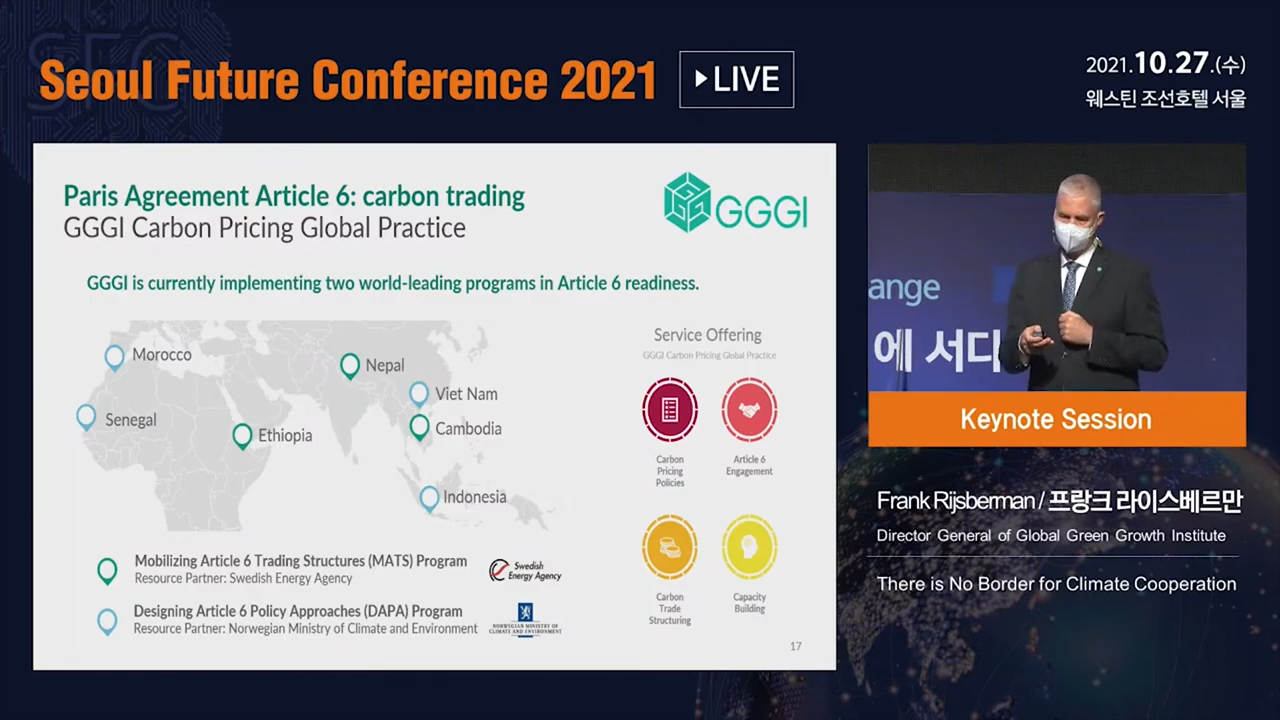 Seoul Future Conference 2021
LIVE
2021.10.27.(수)
웨스틴 조선호텔 서울
Paris Agreement Article 6: carbon trading
GGGI Carbon Pricing Global Practice
GGGI
GGGI is currently implementing two world-leading programs in Article 6 readiness.
Morocco
Senegal
Ethiopia
Nepal
Viet Nam
Cambodia
Indonesia
Service Offering
GGGI Carbon Pricing Global Practice
Carbon
Pricing
Policies
Article 6
Engagement
Carbon
Trade
Structuring
Capacity
Building
Mobilizing Article 6 Trading Structures (MATS) Program
Resource Partner: Swedish Energy Agency
Swedish
Energy Agency
Designing Article 6 Policy Approaches (DAPA) Program
Resource Partner: Norwegian Ministry of Climate and Environment
NORWEGIAN MINISTRY OF
CLIMATE AND ENVIRONMENT
17
ange
에 서다
Keynote Session
Frank Rijsberman / 프랑크 라이스베르만
Director General of Global Green Growth Institute
There is No Border for Climate Cooperation